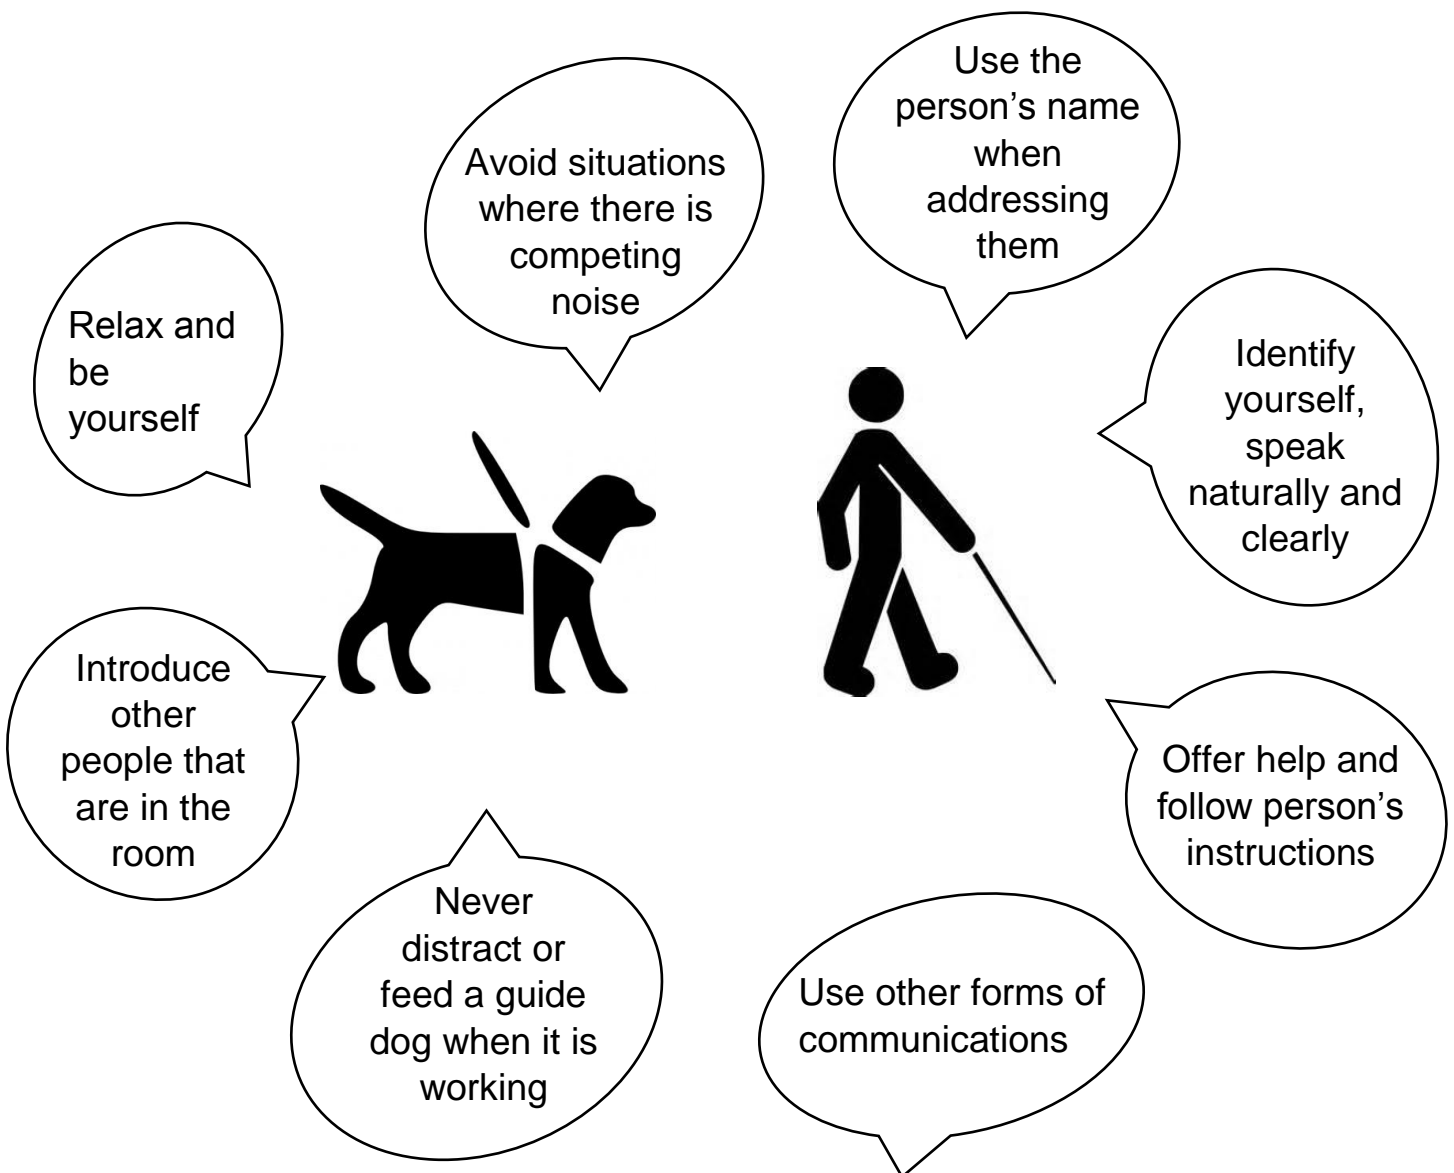 Use the
person’s name
when
addressing
them
Avoid situations
where there is
competing
noise
Relax and
be
yourself
Identify
yourself,
speak
naturally and
clearly
Introduce
other
people that
are in the
room
Offer help and
follow person’s
instructions
Never
distract or
feed a guide
dog when it is
working
Use other forms of
communications